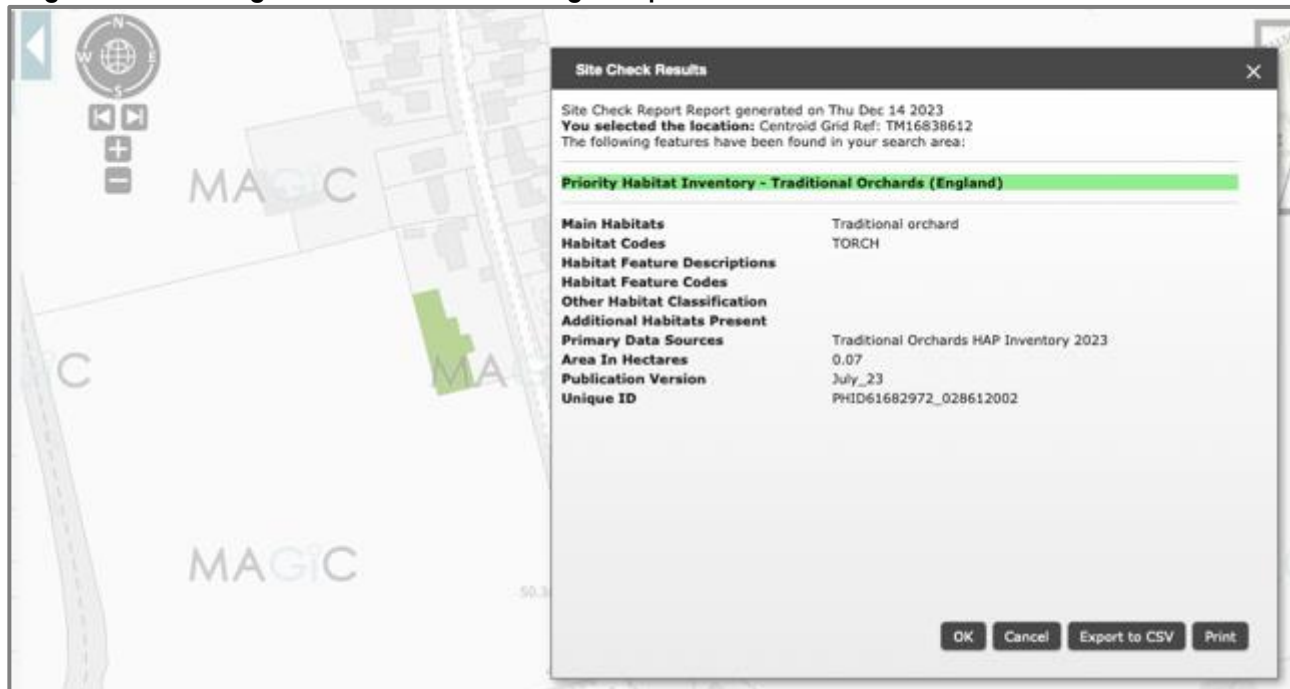 N
W E
S
MAGiC
C
MAG
MAGiC
50.3
Site Check Results
Site Check Report Report generated on Thu Dec 14 2023
You selected the location: Centroid Grid Ref: TM16838612
The following features have been found in your search area:
Priority Habitat Inventory - Traditional Orchards (England)
Main Habitats Traditional orchard
Habitat Codes TORCH
Habitat Feature Descriptions
Habitat Feature Codes
Other Habitat Classification
Additional Habitats Present
Primary Data Sources Traditional Orchards HAP Inventory 2023
Area In Hectares 0.07
Publication Version July_23
Unique ID PHID61682972_028612002
OK Cancel Export to CSV Print